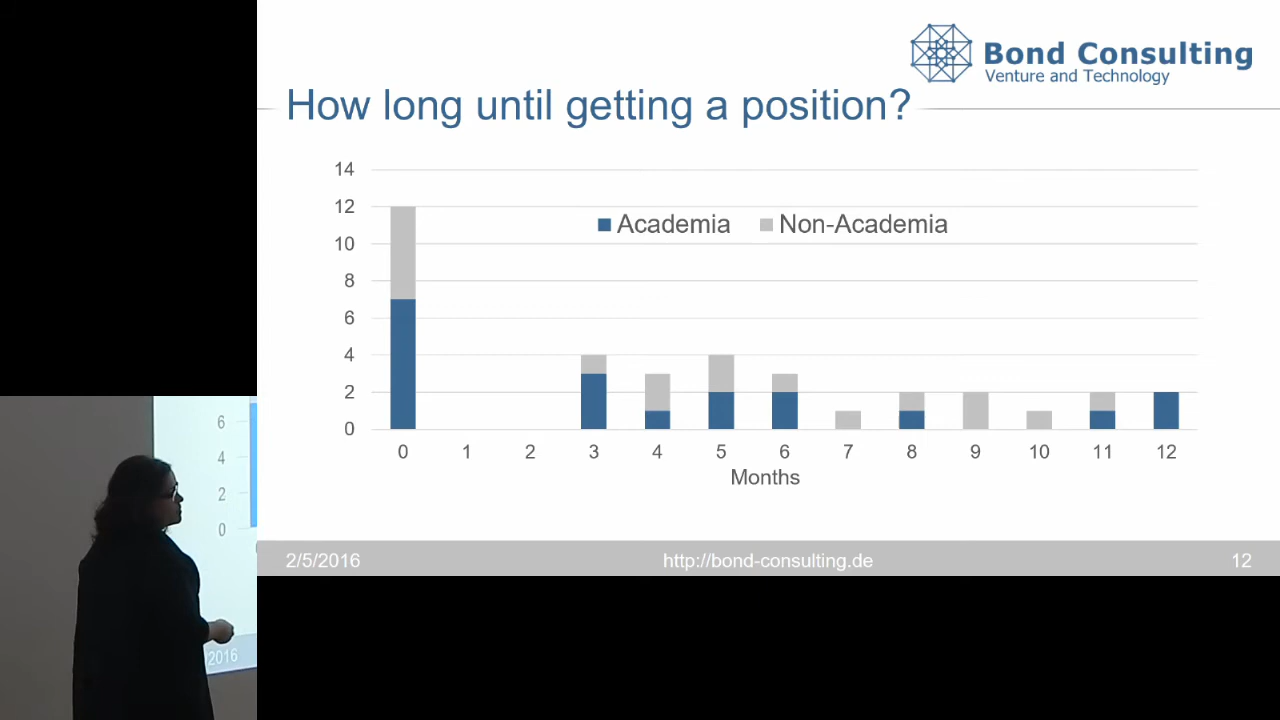 Bond Consulting
Venture and Technology
How long until getting a position?
14
12
10
8
6
4
2
0
Academia Non-Academia
0 1 2 3 4 5 6 7 8 9 10 11 12
Months
2/5/2016 http://bond-consulting.de 12
6
4
2
0
2016